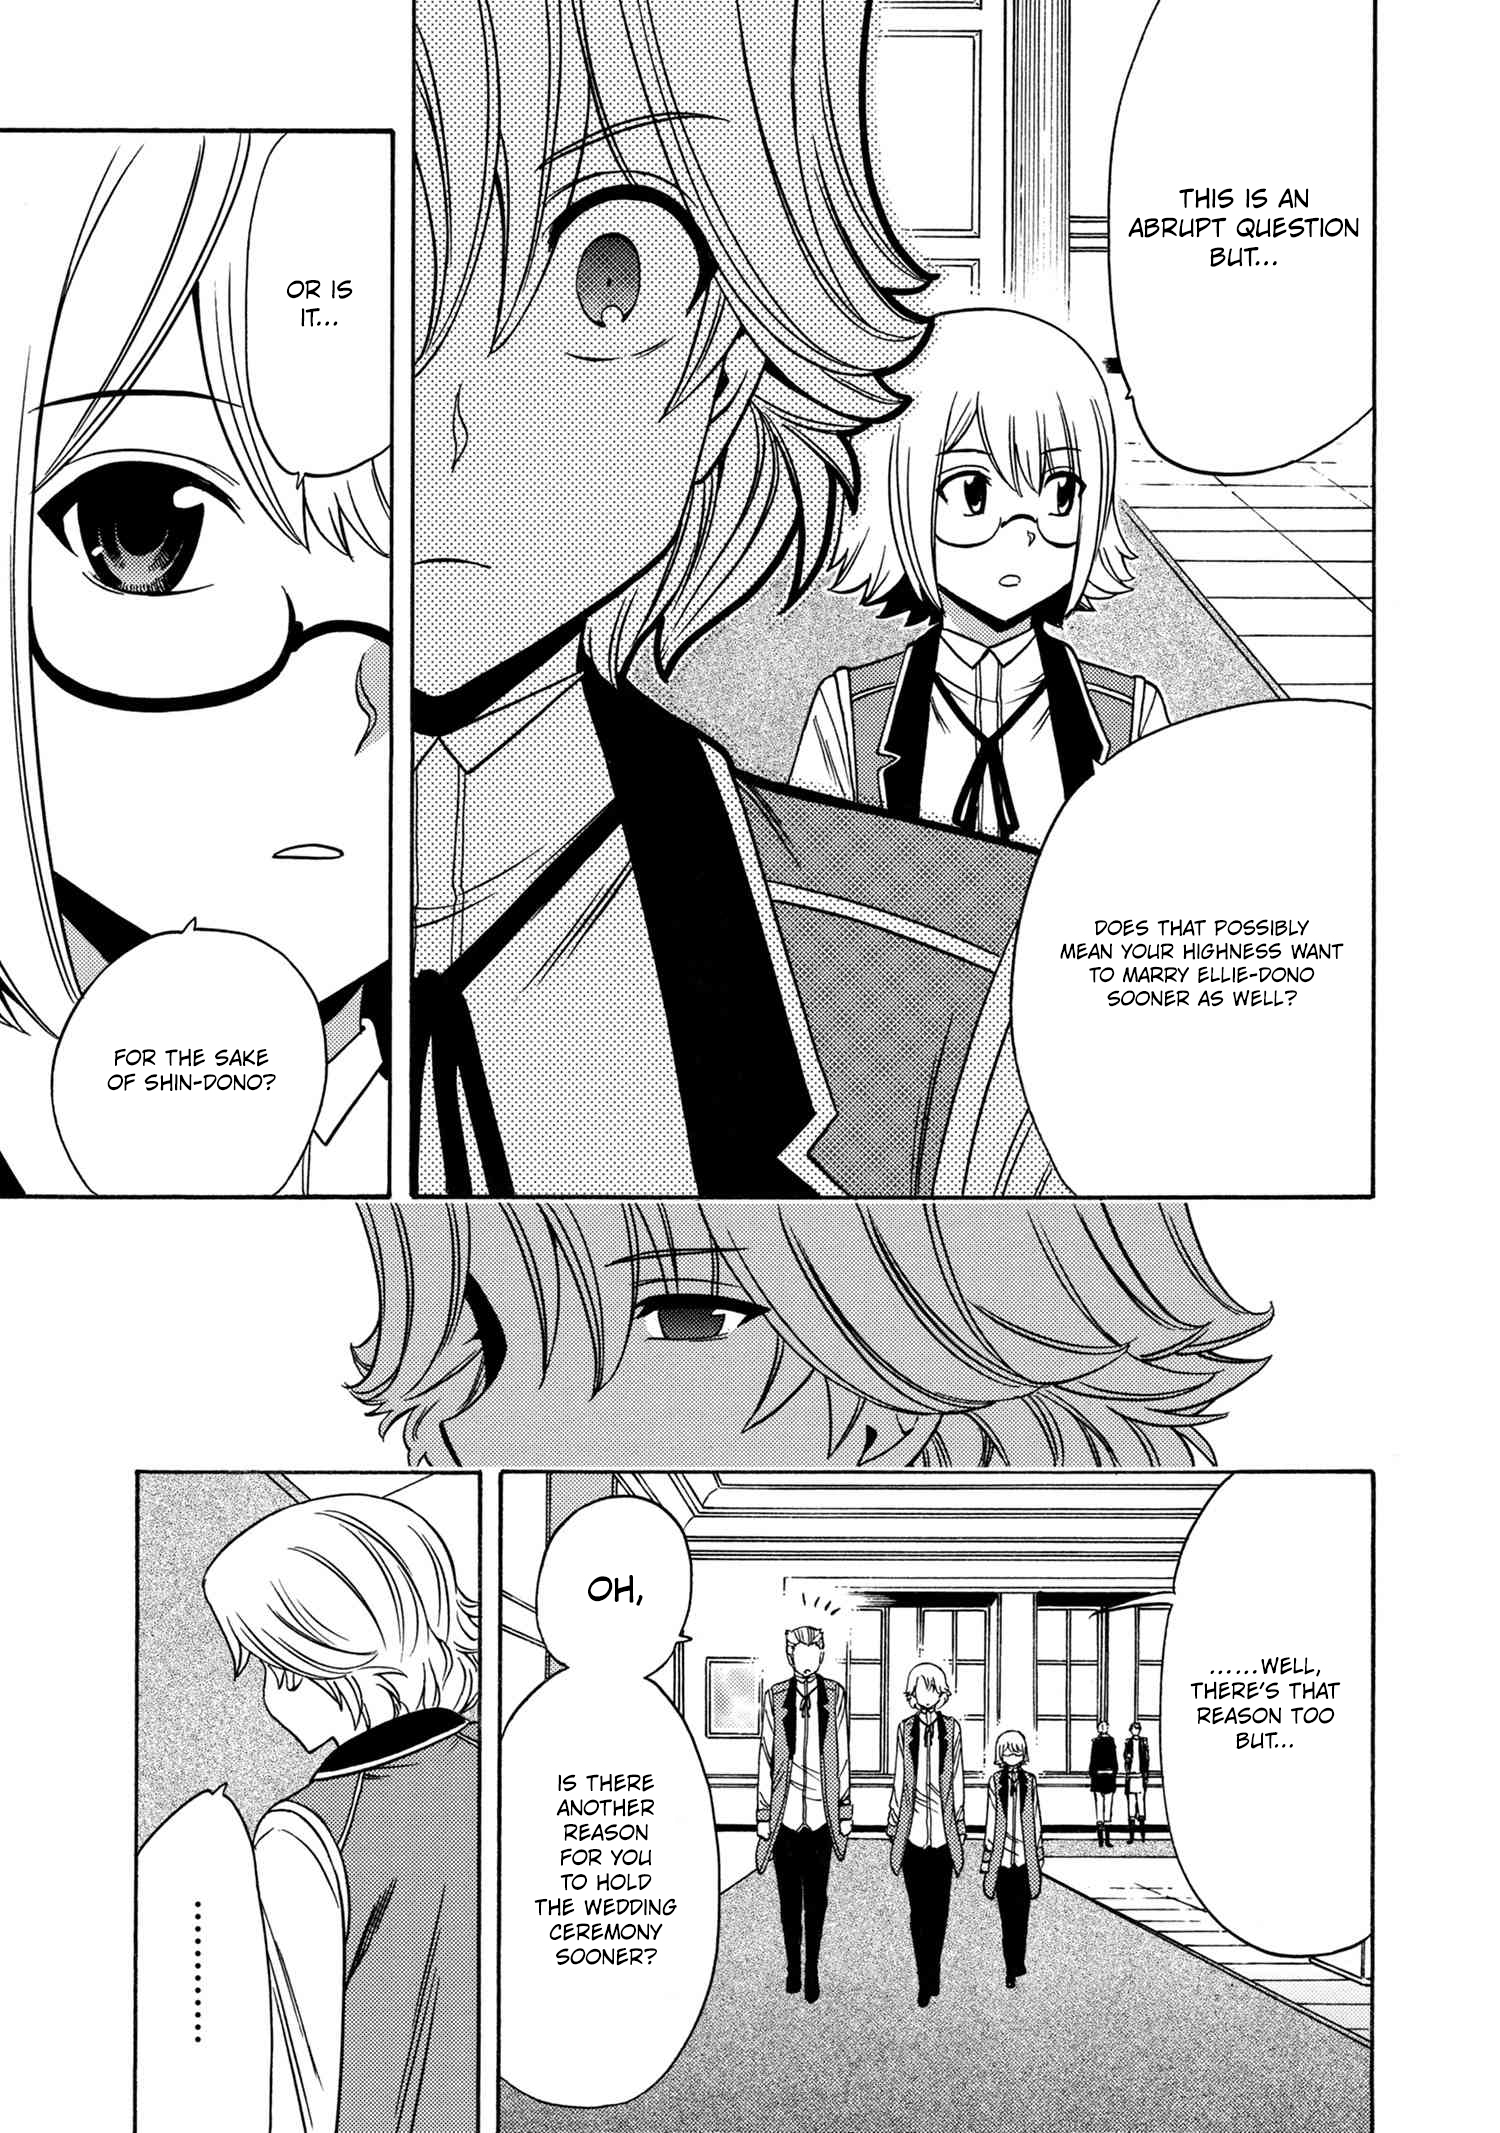 THIS IS AN
ABRUPT QUESTION
BUT...
DOES THAT POSSIBLY
MEAN YOUR HIGHNESS WANT
TO MARRY ELLIE-DONO
SOONER AS WELL?
OR IS
IT...
FOR THE SAKE
OF SHIN-DONO?
......WELL,
THERE'S THAT
REASON TOO
BUT...
OH,
IS THERE
ANOTHER
REASON
FOR YOU
TO HOLD
THE WEDDING
CEREMONY
SOONER?
..........